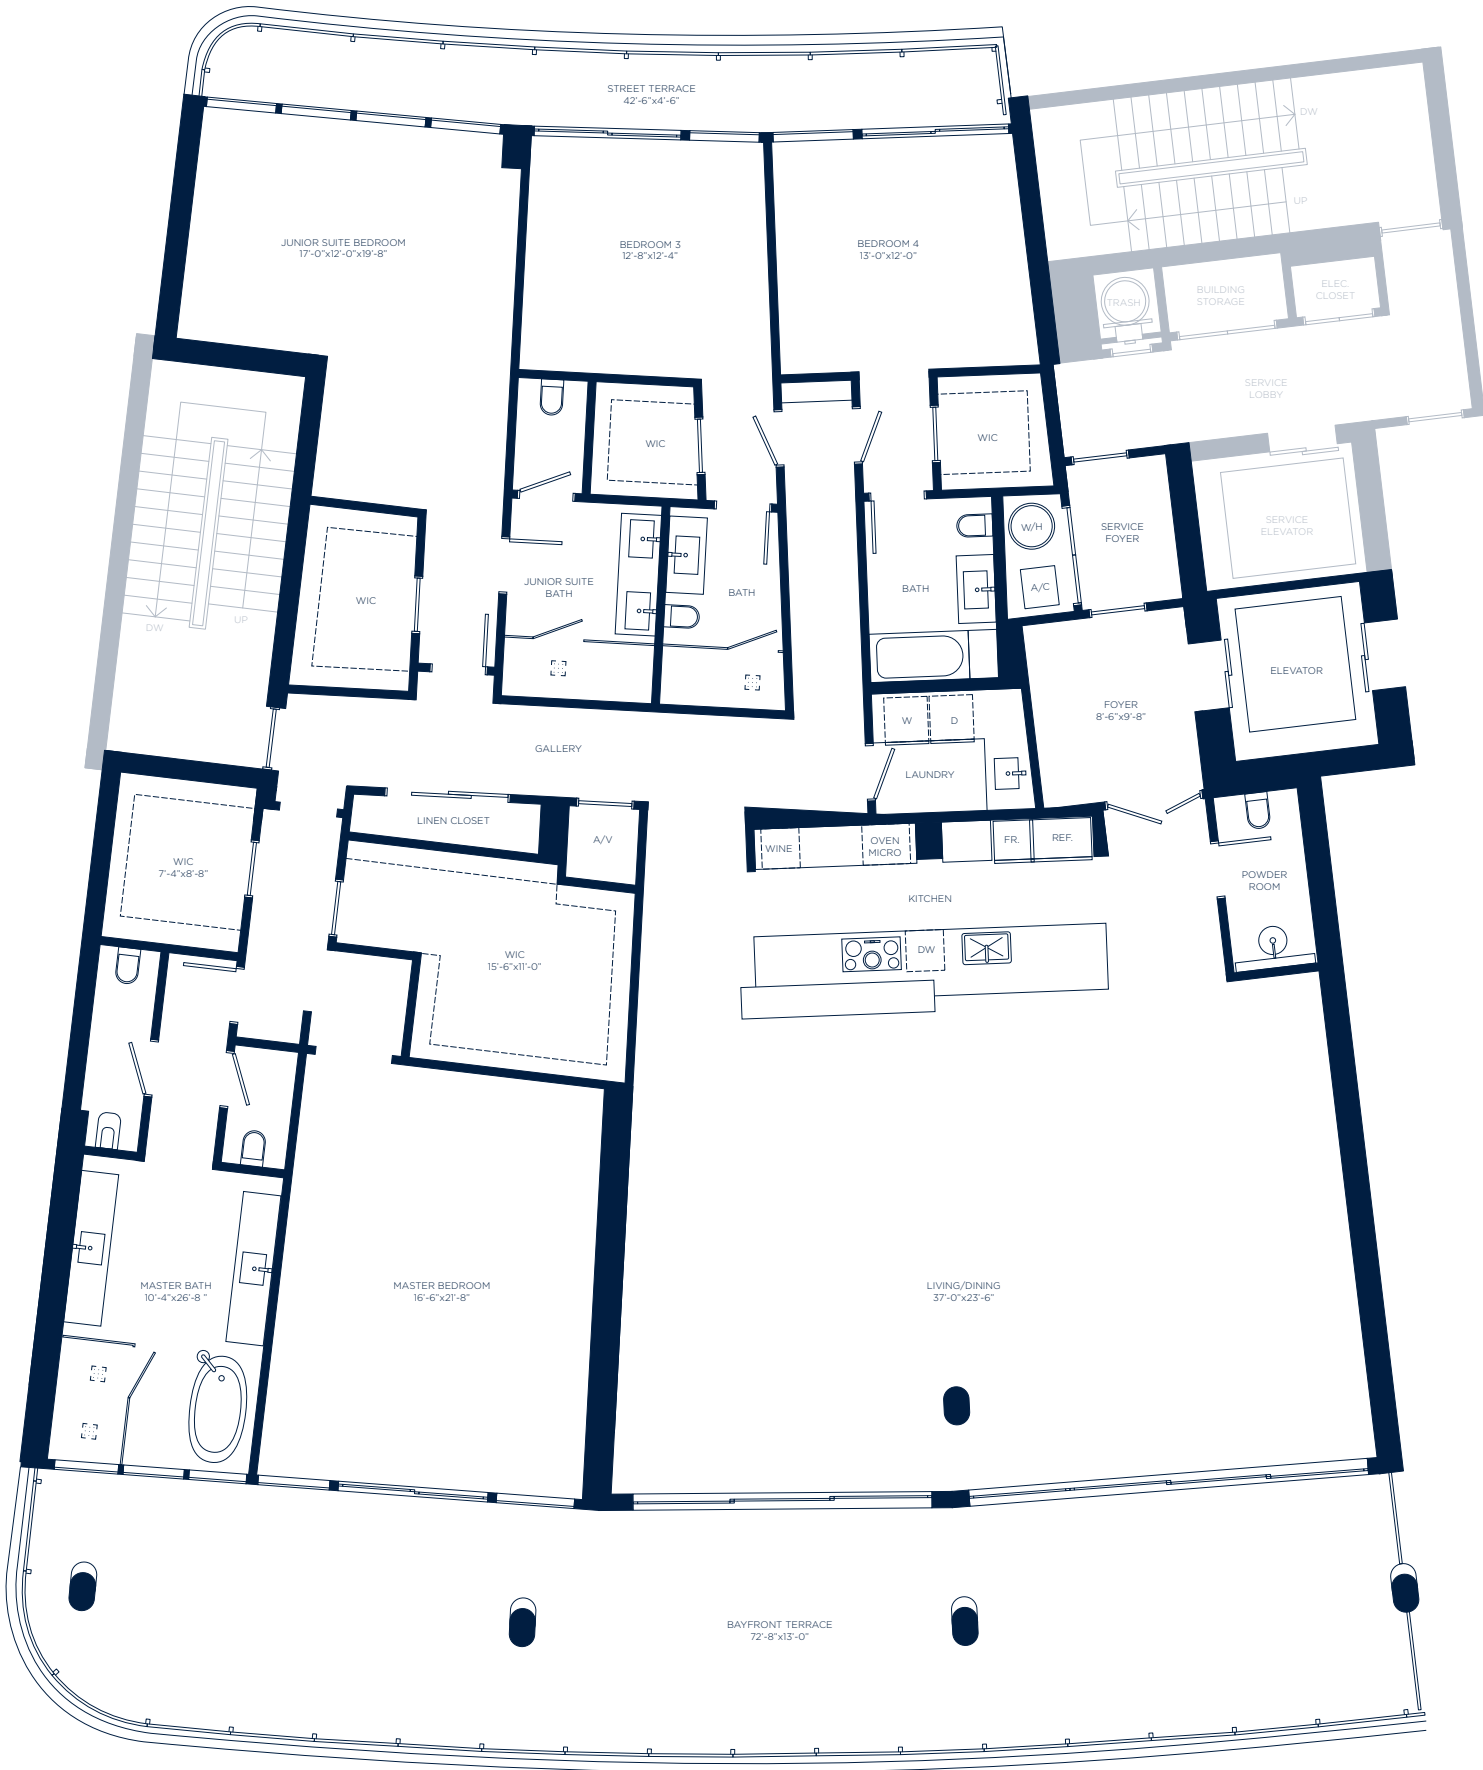 STREET TERRACE
42'-6"x4'-6"
DW
UP
JUNIOR SUITE BEDROOM
17'-0"x12'-0"x19'-8"
BEDROOM 3
12'-8"x12'-4"
BEDROOM 4
13'-0"x12'-0"
TRASH
BUILDING
STORAGE
ELEC.
CLOSET
SERVICE
LOBBY
WIC
WIC
W/H
SERVICE
FOYER
SERVICE
ELEVATOR
WIC
JUNIOR SUITE
BATH
BATH
BATH
A/C
DW
UP
ELEVATOR
FOYER
8'-6"x9'-8"
W
D
GALLERY
LAUNDRY
LINEN CLOSET
A/V
WINE
OVEN
MICRO
FR.
REF.
WIC
7'-4"x8'-8"
POWDER
ROOM
KITCHEN
WIC
15'-6"x11'-0"
DW
MASTER BATH
10'-4"x26'-8 "
MASTER BEDROOM
16'-6"x21'-8"
LIVING/DINING
37'-0"x23'-6"
BAYFRONT TERRACE
72'-8"x13'-0"